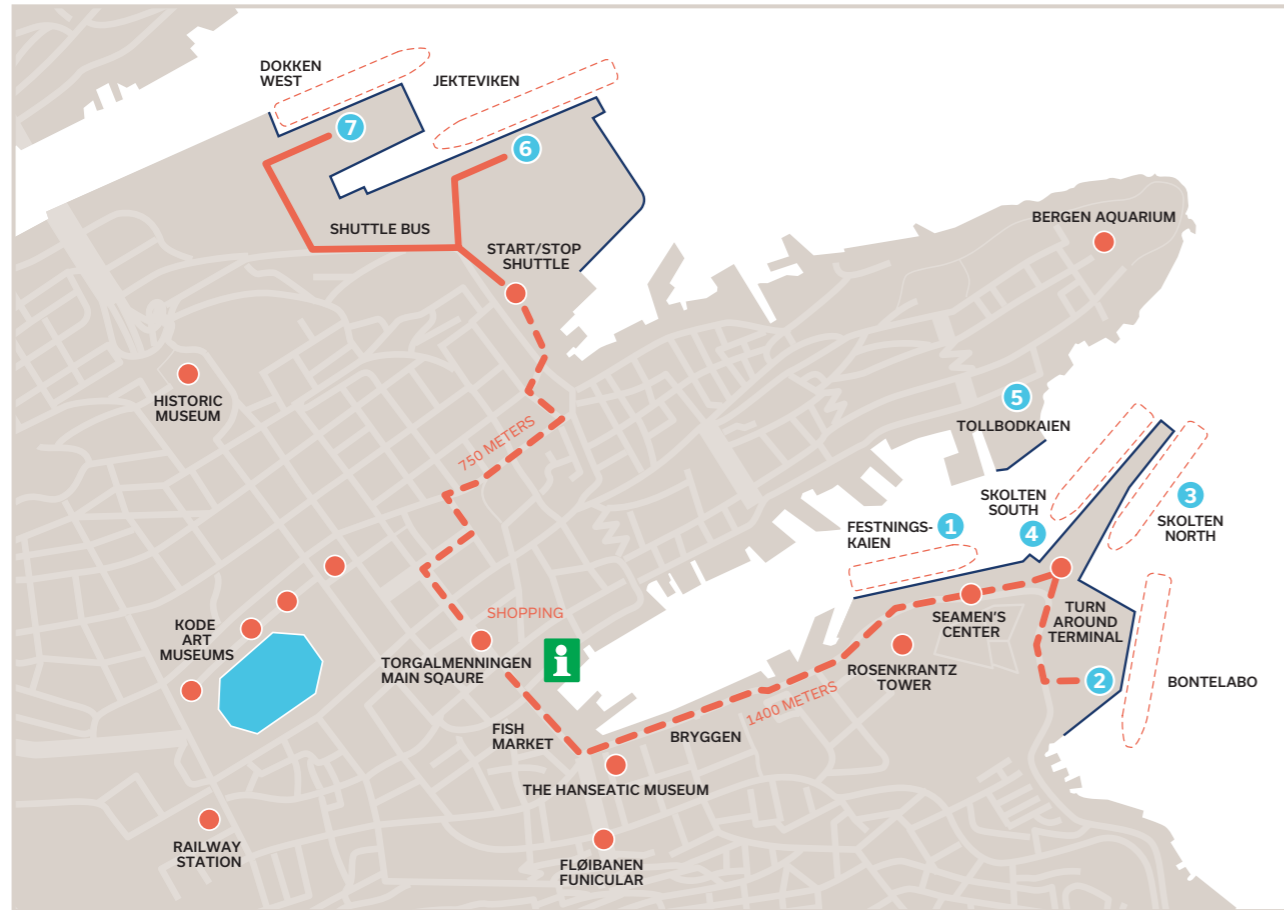 DOKKEN
WEST
JEKTEVIKEN
7
6
SHUTTLE BUS
START/STOP
SHUTTLE
BERGEN AQUARIUM
HISTORIC
MUSEUM
5
TOLLBODKAIEN
750 METERS
SKOLTEN
SOUTH
3
SKOLTEN
NORTH
FESTNINGS-
KAIEN
1
4
SHOPPING
KODE
ART
MUSEUMS
TORGALMENNINGEN
MAIN SQAURE
i
SEAMEN'S
CENTER
TURN
AROUND
TERMINAL
ROSENKRANTZ
TOWER
2
BONTELABO
1400 METERS
FISH
MARKET
BRYGGEN
THE HANSEATIC MUSEUM
RAILWAY
STATION
FLØIBANEN
FUNICULAR